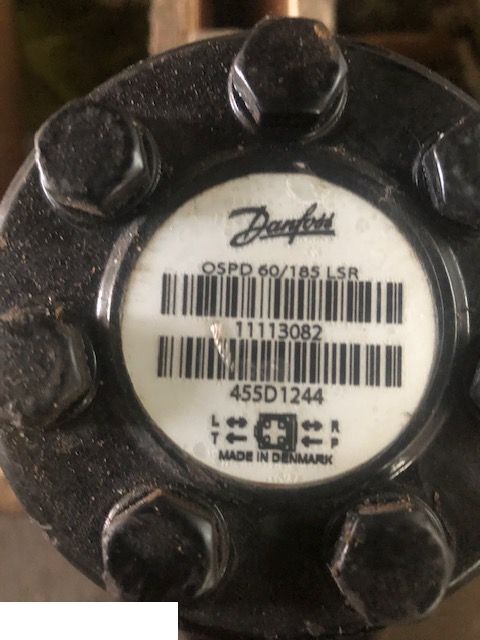 Danfoss
OSPD 60/185 LSR
11113082
455D1244
L R
T P
MADE IN DENMARK